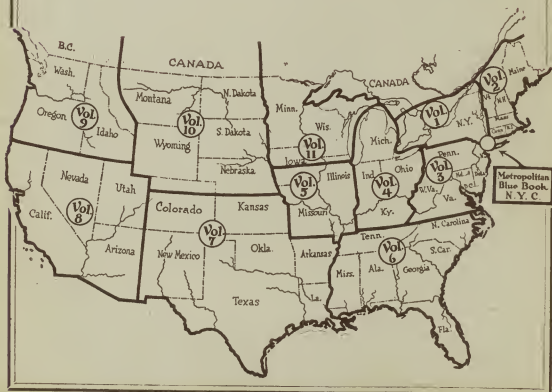 B.C.
CANADA
CANADA
Wash.
Montana
N. Dakota
Minn.
Vol. 2
Maine
Vol. 9
Vol. 10
Vol. 1
N.H.
Oregon
Idaho
S. Dakota
Wis.
Mich.
N.Y.
Mass.
Wyoming
Vol. 11
Iowa
Nebraska
Penn.
Nevada
Utah
Vol. 5
Illinois
Ind.
Ohio
Vol. 3
Metropolitan
Blue Book.
N.Y.C.
Vol. 4
W.Va.
Del.
Va.
Calif.
Vol. 8
Colorado
Kansas
Missouri
Ky.
Vol. 7
Arizona
New Mexico
Okla.
Arkansas
Tenn.
N. Carolina
Vol. 6
S. Car.
Miss.
Ala.
Georgia
Texas
La.
Fla.